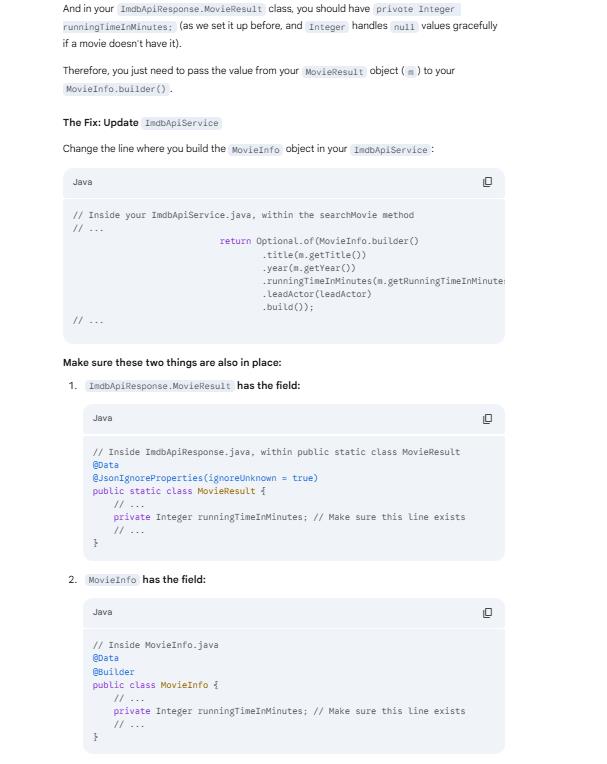 And in your ImdbApiResponse.MovieResult class, you should have private Integer
runningTimeInMinutes; (as we set it up before, and Integer handles null values gracefully
if a movie doesn't have it).
Therefore, you just need to pass the value from your MovieResult object ( m ) to your
MovieInfo.builder() .
The Fix: Update ImdbApiService
Change the line where you build the MovieInfo object in your ImdbApiService :
Java
// Inside your ImdbApiService.java, within the searchMovie method
// ...
return Optional.of(MovieInfo.builder()
.title(m.getTitle())
.year(m.getYear())
.runningTimeInMinutes(m.getRunningTimeInMinutes
.leadActor(leadActor)
.build());
// ...
Make sure these two things are also in place:
1. ImdbApiResponse.MovieResult has the field:
Java
// Inside ImdbApiResponse.java, within public static class MovieResult
@Data
@JsonIgnoreProperties(ignoreUnknown = true)
public static class MovieResult {
// ...
private Integer runningTimeInMinutes; // Make sure this line exists
// ...
}
2. MovieInfo has the field:
Java
// Inside MovieInfo.java
@Data
@Builder
public class MovieInfo {
// ...
private Integer runningTimeInMinutes; // Make sure this line exists
// ...
}